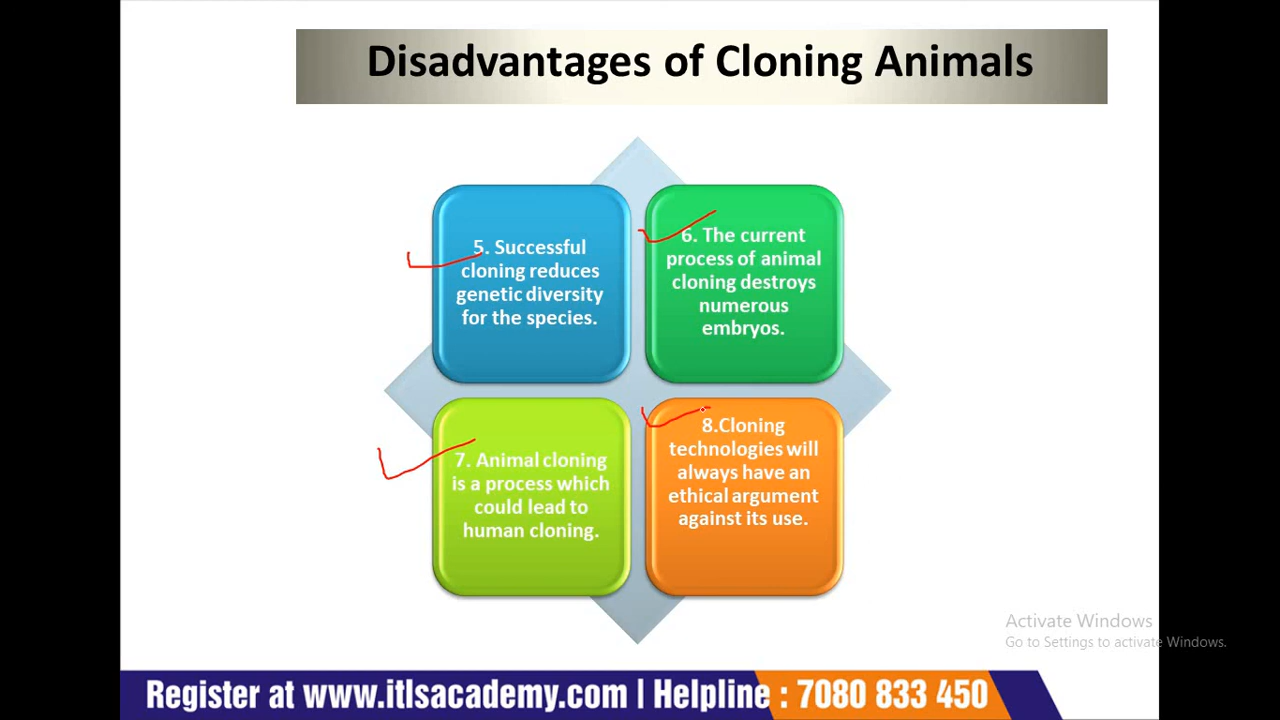 Disadvantages of Cloning Animals
5. Successful
cloning reduces
genetic diversity
for the species.
6. The current
process of animal
cloning destroys
numerous
embryos.
7. Animal cloning
is a process which
could lead to
human cloning.
8.Cloning
technologies will
always have an
ethical argument
against its use.
Activate Windows
Go to Settings to activate Windows.
Register at www.itlsacademy.com | Helpline : 7080 833 450